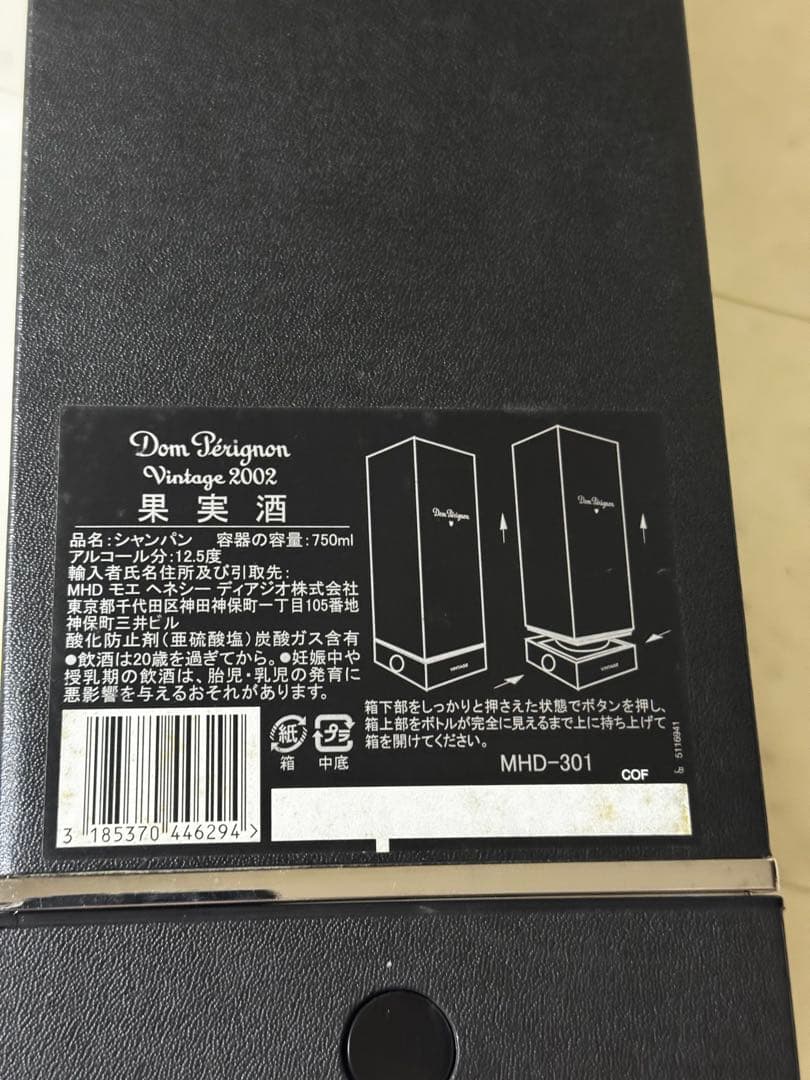 Dom Pérignon
Vintage 2002
果実酒
品名:シャンパン 容器の容量:750ml
アルコール分:12.5度
輸入者氏名住所及び引取先:
MHD モエ ヘネシー ディアジオ株式会社
東京都千代田区神田神保町一丁目105番地
神保町三井ビル
酸化防止剤(亜硫酸塩)炭酸ガス含有
●飲酒は20歳を過ぎてから。●妊娠中や
授乳期の飲酒は、胎児・乳児の発育に
悪影響を与えるおそれがあります。
Dom Pérignon
VINTAGE
Dom Pérignon
VINTAGE
箱下部をしっかりと押さえた状態でボタンを押し、
箱上部をボトルが完全に見えるまで上に持ち上げて
箱を開けてください。
紙
箱
プラ
中底
MHD-301
COF
5116941
3 185370 446294 >